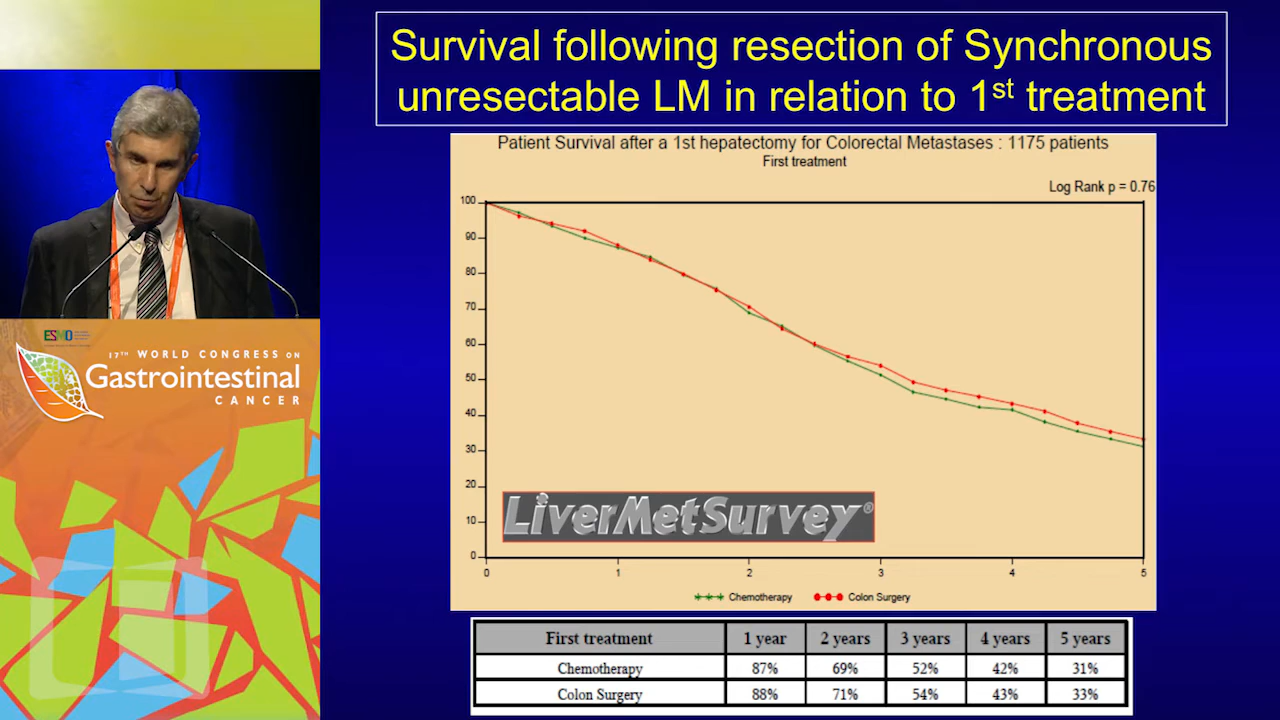 Survival following resection of Synchronous
unresectable LM in relation to 1st treatment
Patient Survival after a 1st hepatectomy for Colorectal Metastases : 1175 patients
First treatment
Log Rank p = 0.76
100
90
80
70
60
50
40
30
20
10
0
0 1 2 3 4 5
LiverMetSurvey®
Chemotherapy Colon Surgery
First treatment 1 year 2 years 3 years 4 years 5 years
Chemotherapy 87% 69% 52% 42% 31%
Colon Surgery 88% 71% 54% 43% 33%
ESMO
17TH WORLD CONGRESS ON
Gastrointestinal
CANCER